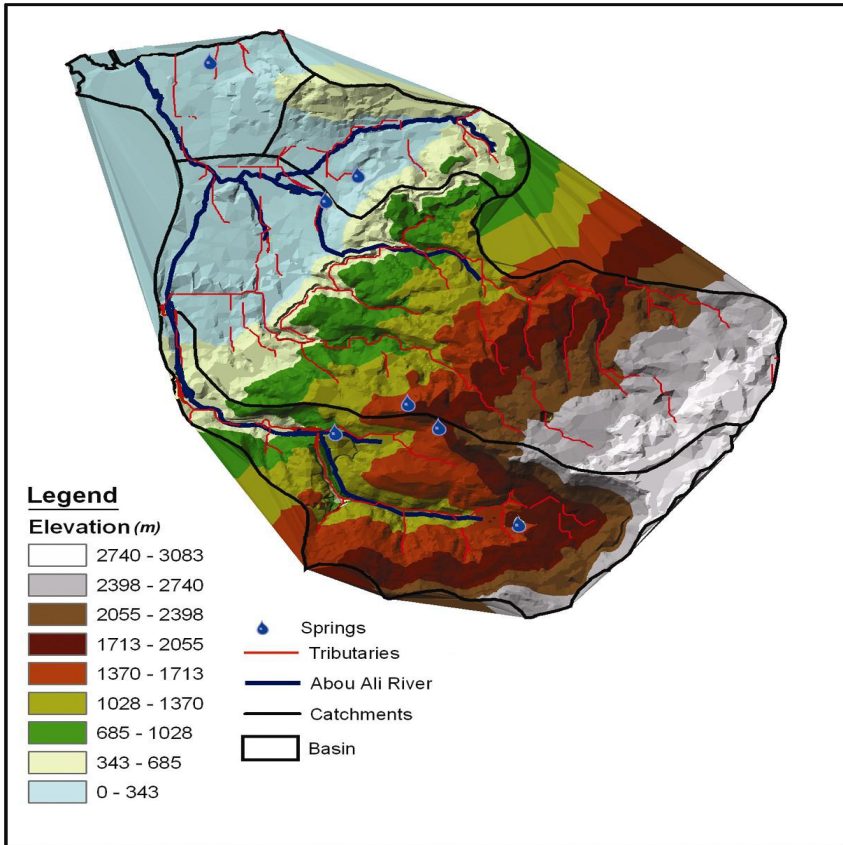 Legend
Elevation (m)
2740 - 3083
2398 - 2740
2055 - 2398
1713 - 2055
1370 - 1713
1028 - 1370
685 - 1028
343 - 685
0 - 343
Springs
Tributaries
Abou Ali River
Catchments
Basin